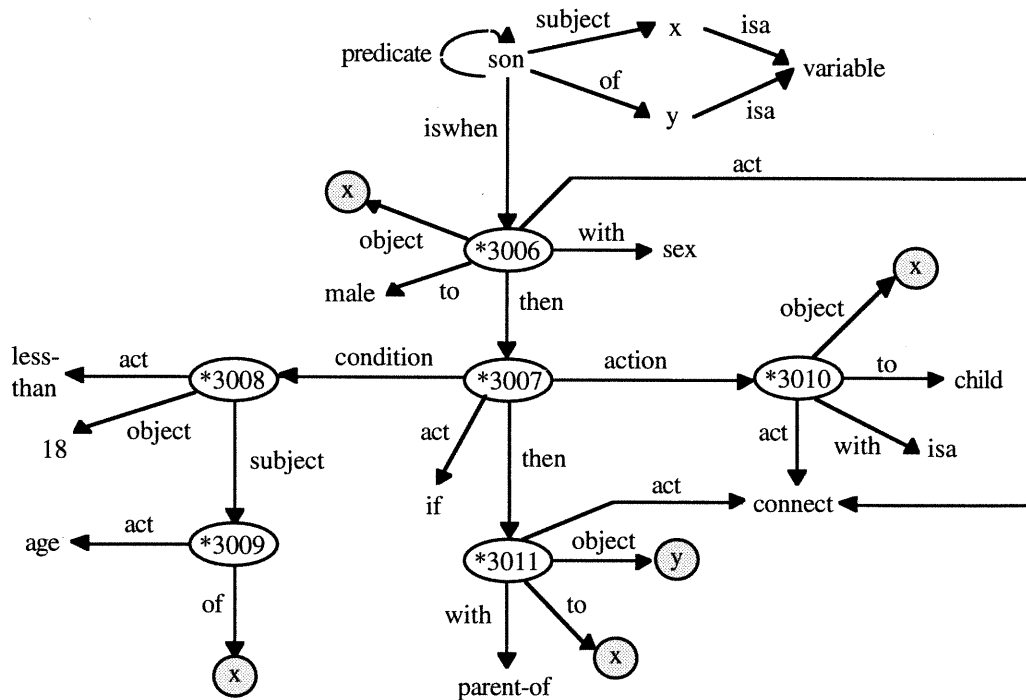 subject
x
isa
predicate
son
variable
of
y
isa
iswhen
act
x
object
*3006
with
sex
x
male
to
then
object
less-
than
act
*3008
condition
*3007
action
*3010
to
child
18
object
act
act
with
isa
subject
then
if
act
connect
age
act
*3009
*3011
object
y
of
with
to
x
x
parent-of